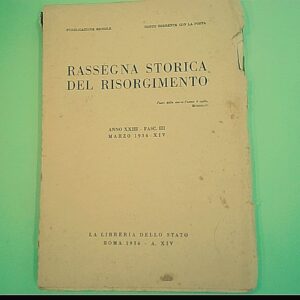 PUBBLICAZIONE MENSILE
CONTO CORRENTE CON LA POSTA
RASSEGNA STORICA
DEL RISORGIMENTO
ANNO XXIII - FASC. III
MARZO 1936 - XIV
LA LIBRERIA DELLO STATO
ROMA 1936 - A. XIV